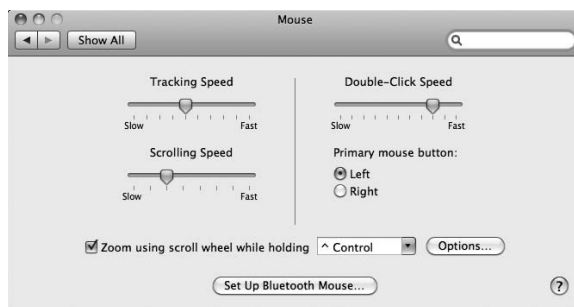 Mouse
Show All
Tracking Speed
Slow Fast
Double-Click Speed
Slow Fast
Scrolling Speed
Slow Fast
Primary mouse button:
Left
Right
Zoom using scroll wheel while holding ^ Control Options...
Set Up Bluetooth Mouse... ?